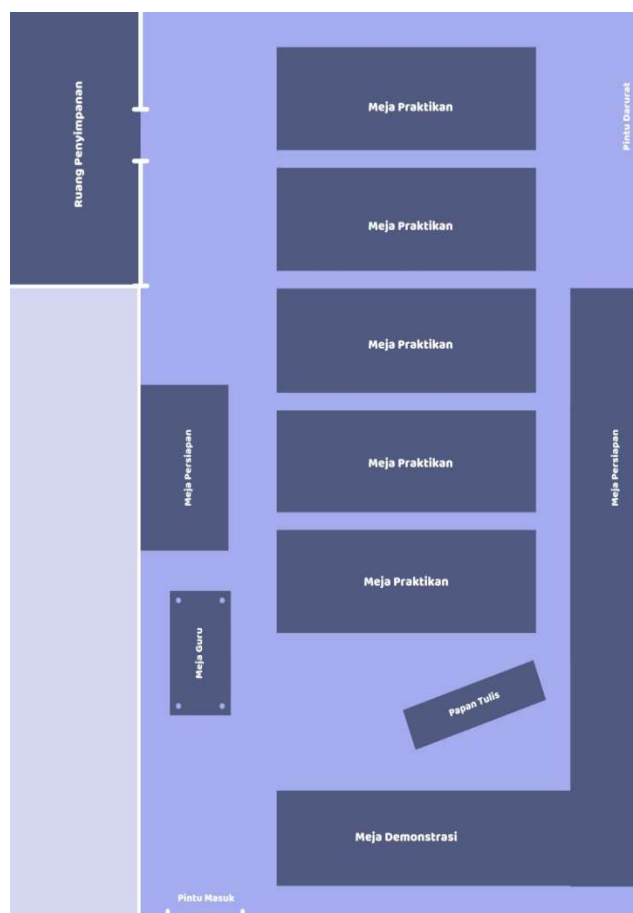 Ruang Penyimpanan
Meja Praktikan
Pintu Darurat
Meja Praktikan
Meja Praktikan
Meja Persiapan
Meja Praktikan
Meja Persiapan
Meja Praktikan
Meja Guru
Papan Tulis
Meja Demonstrasi
Pintu Masuk